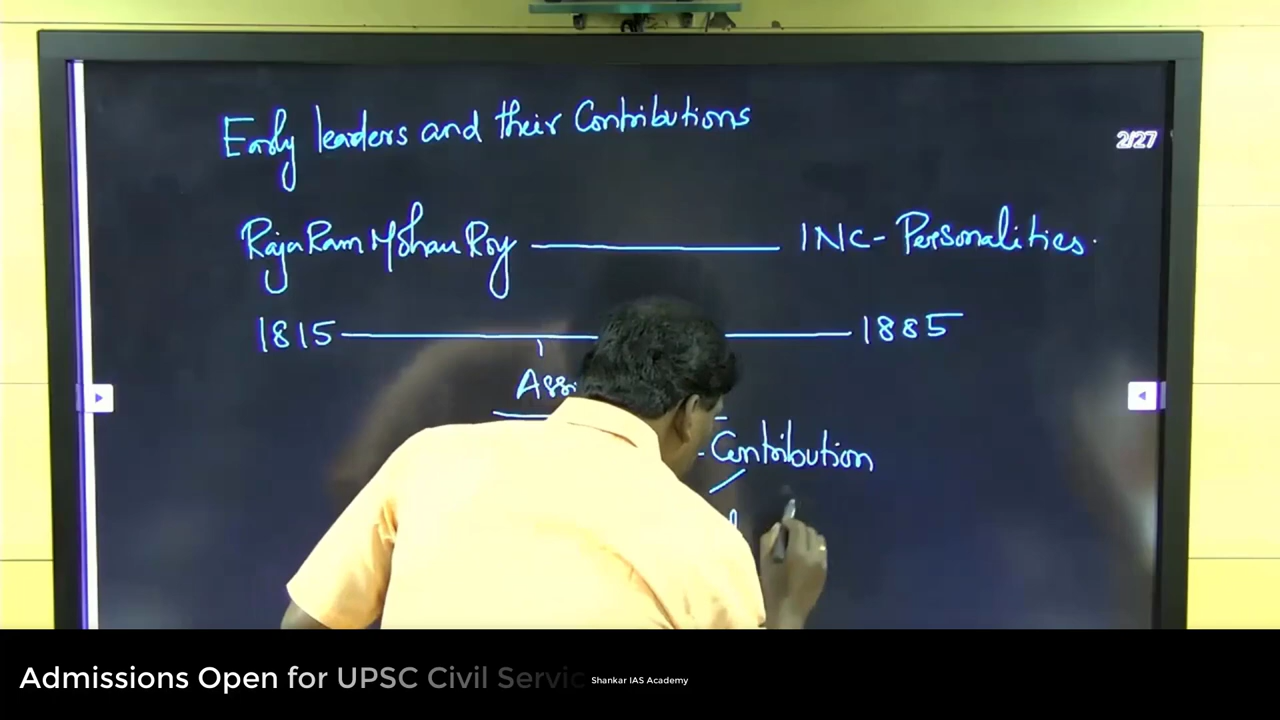 Early leaders and their Contributions
2/27
Raja Ram Mohan Roy — INC - Personalities.
1815 — 1885
- Contribution
Admissions Open for UPSC Civil Servic
Shankar IAS Academy